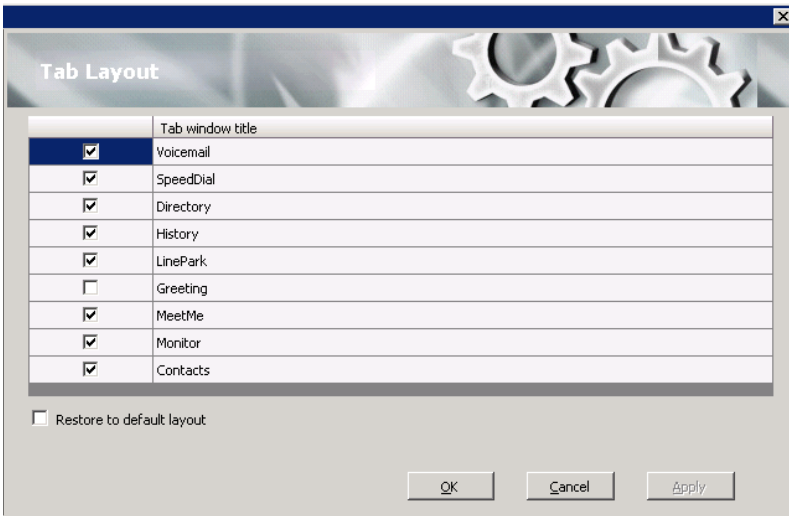 Tab Layout
Tab window title
Voicemail
SpeedDial
Directory
History
LinePark
Greeting
MeetMe
Monitor
Contacts
Restore to default layout
OK Cancel Apply